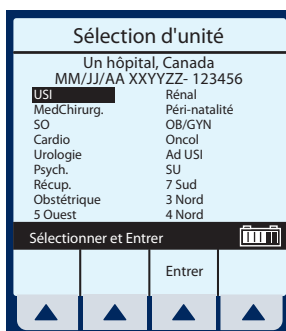 Sélection d'unité
Un hôpital, Canada
MM/JJ/AA XXYYZZ- 123456
USI Rénal
MedChirurg. Péri-natalité
SO OB/GYN
Cardio Oncol
Urologie Ad USI
Psych. SU
Récup. 7 Sud
Obstétrique 3 Nord
5 Ouest 4 Nord
Sélectionner et Entrer
Entrer